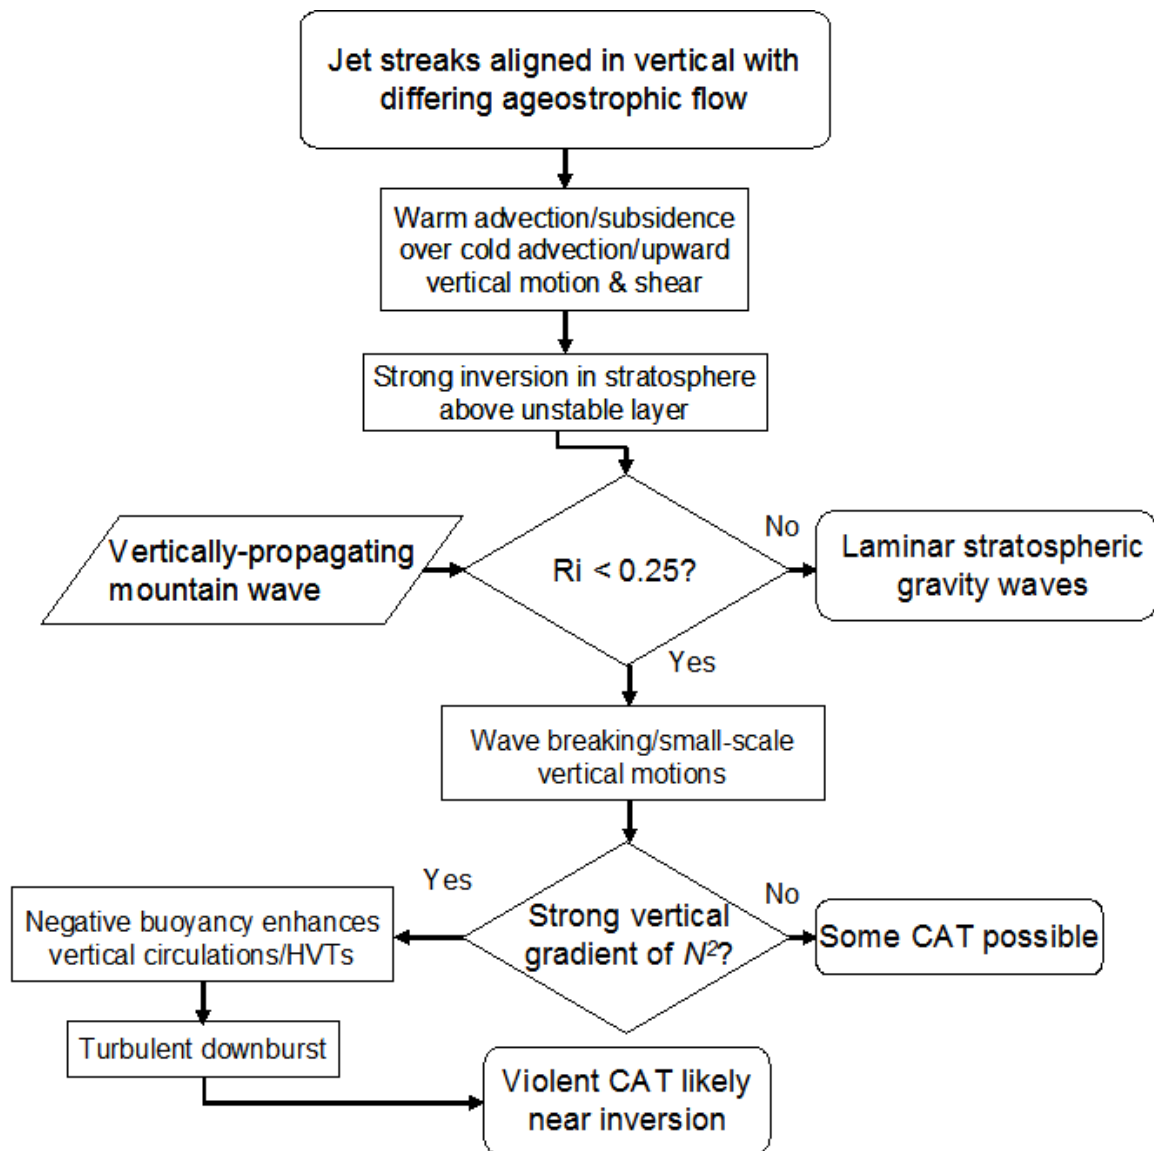 Jet streaks aligned in vertical with
differing ageostrophic flow
Warm advection/subsidence
over cold advection/upward
vertical motion & shear
Strong inversion in stratosphere
above unstable layer
Vertically-propagating
mountain wave
Ri < 0.25?
No
Laminar stratospheric
gravity waves
Yes
Wave breaking/small-scale
vertical motions
Yes
Strong vertical
gradient of N²?
No
Some CAT possible
Negative buoyancy enhances
vertical circulations/HVTs
Turbulent downburst
Violent CAT likely
near inversion